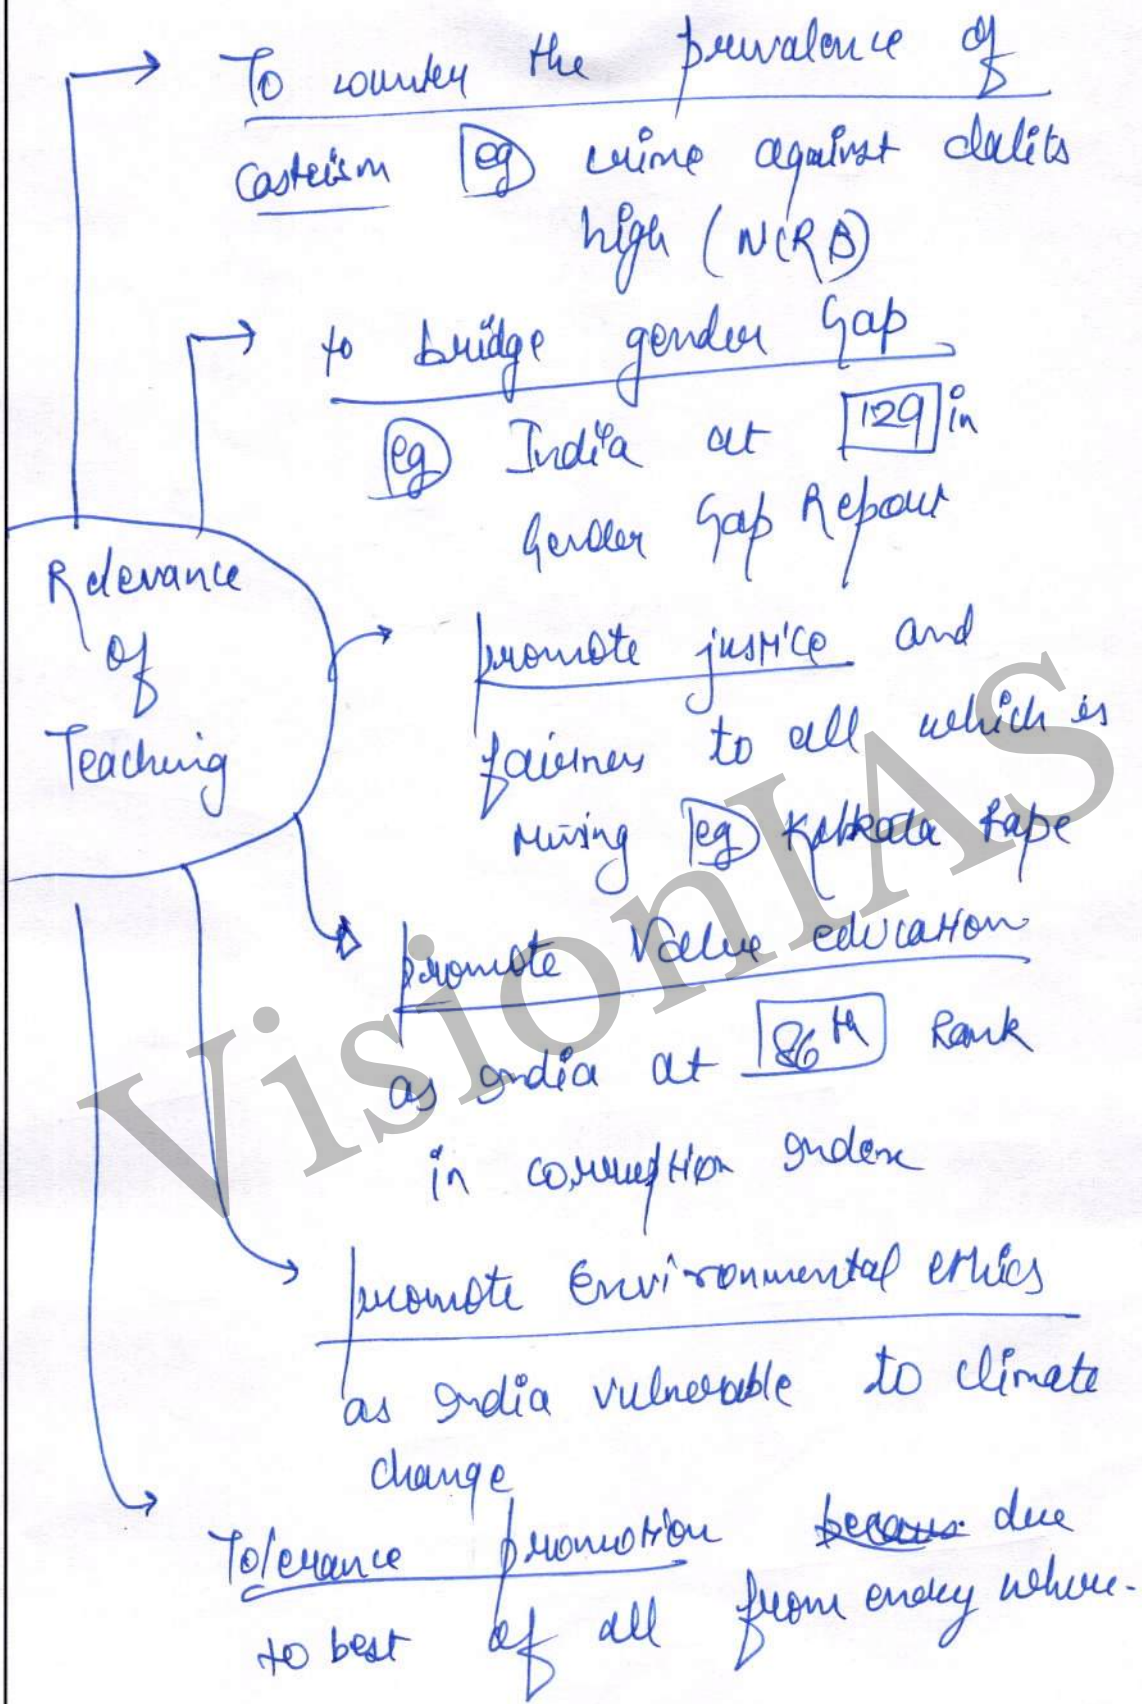 To counter the prevalence of
Casteism eg crime against dalits
high (NCRB)
to bridge gender Gap
eg India at 129 in
Gender Gap Report
Relevance
of
Teaching
promote justice and
fairness to all which is
missing eg Kolkata Rape
promote Value education
as India at 86th Rank
in corruption Index
promote Environmental ethics
as India vulnerable to climate
change
Tolerance promotion due
to best of all from every where.
VisionIAS